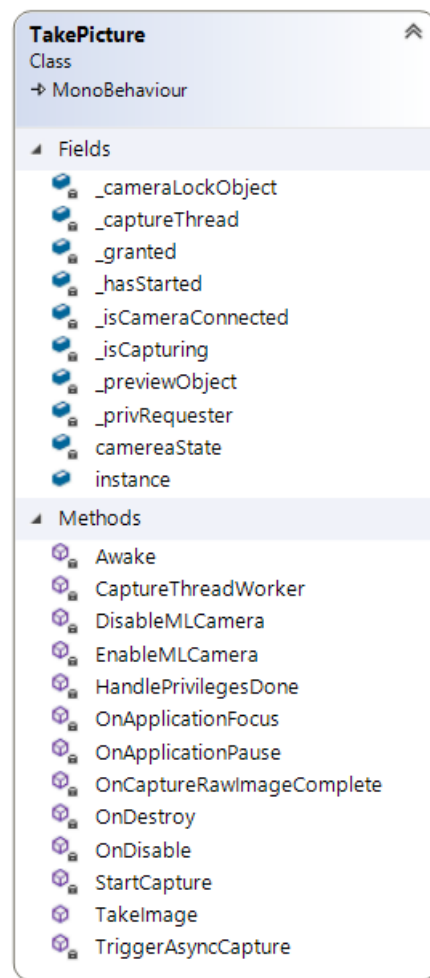 TakePicture
Class
MonoBehaviour
Fields
_cameraLockObject
_captureThread
_granted
_hasStarted
_isCameraConnected
_isCapturing
_previewObject
_privRequester
camereaState
instance
Methods
Awake
CaptureThreadWorker
DisableMLCamera
EnableMLCamera
HandlePrivilegesDone
OnApplicationFocus
OnApplicationPause
OnCaptureRawImageComplete
OnDestroy
OnDisable
StartCapture
TakeImage
TriggerAsyncCapture